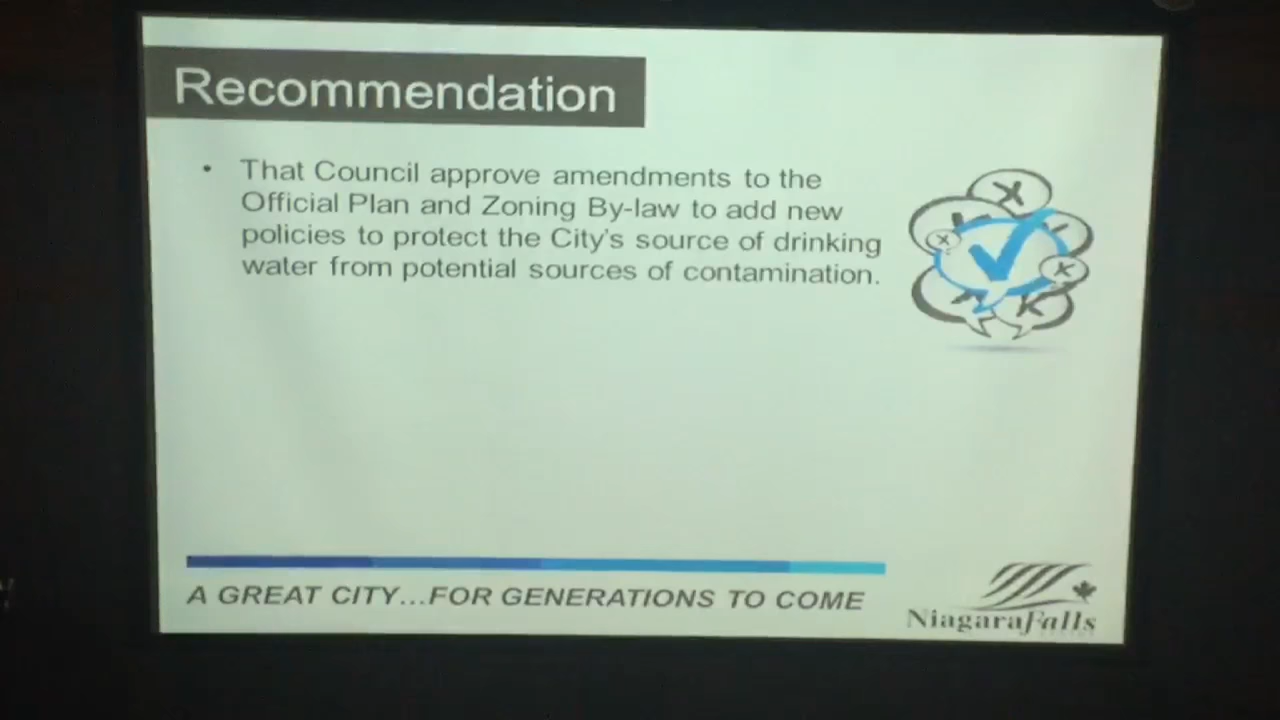 Recommendation
• That Council approve amendments to the
Official Plan and Zoning By-law to add new
policies to protect the City's source of drinking
water from potential sources of contamination.
A GREAT CITY...FOR GENERATIONS TO COME
NiagaraFalls